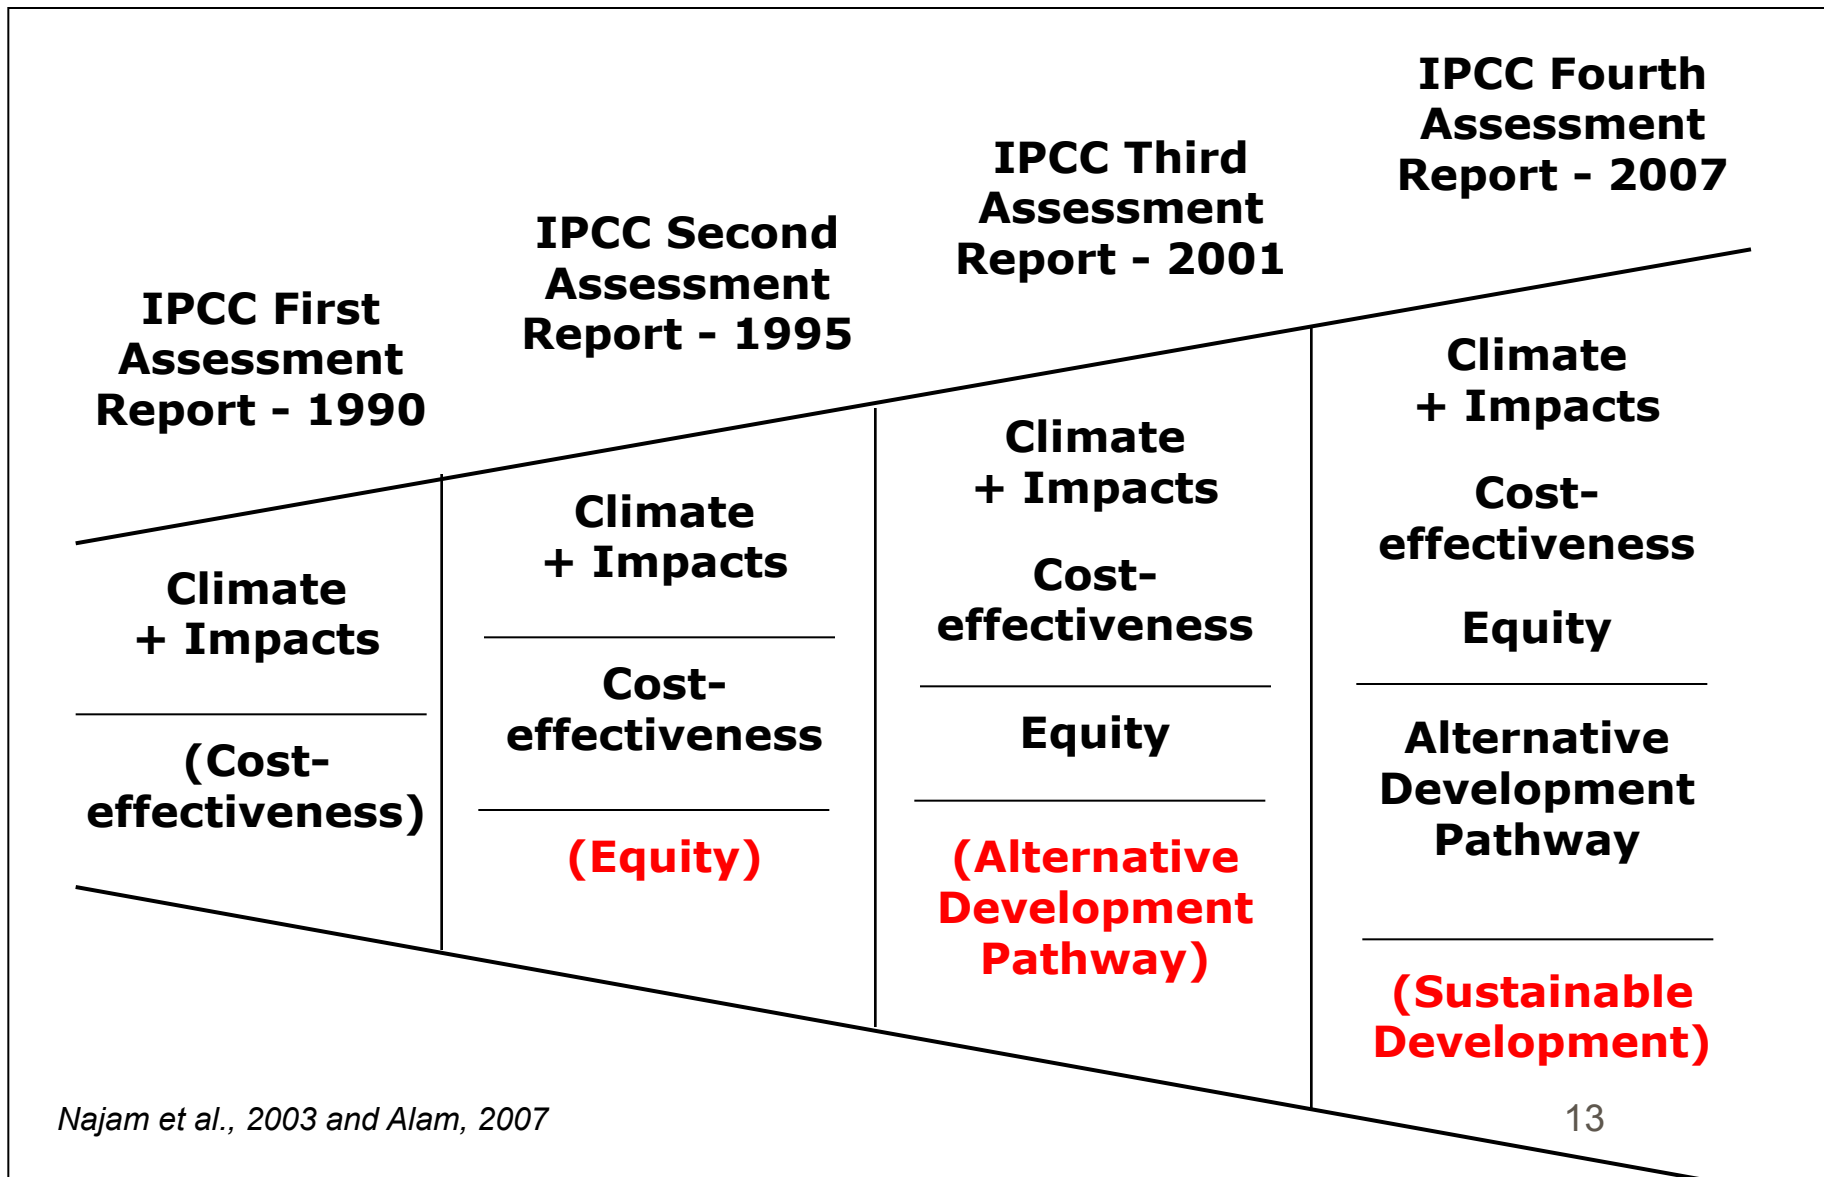 IPCC First
Assessment
Report - 1990
Climate
+ Impacts
(Cost-
effectiveness)
IPCC Second
Assessment
Report - 1995
Climate
+ Impacts
Cost-
effectiveness
(Equity)
IPCC Third
Assessment
Report - 2001
Climate
+ Impacts
Cost-
effectiveness
Equity
(Alternative
Development
Pathway)
IPCC Fourth
Assessment
Report - 2007
Climate
+ Impacts
Cost-
effectiveness
Equity
Alternative
Development
Pathway
(Sustainable
Development)
Najam et al., 2003 and Alam, 2007
13